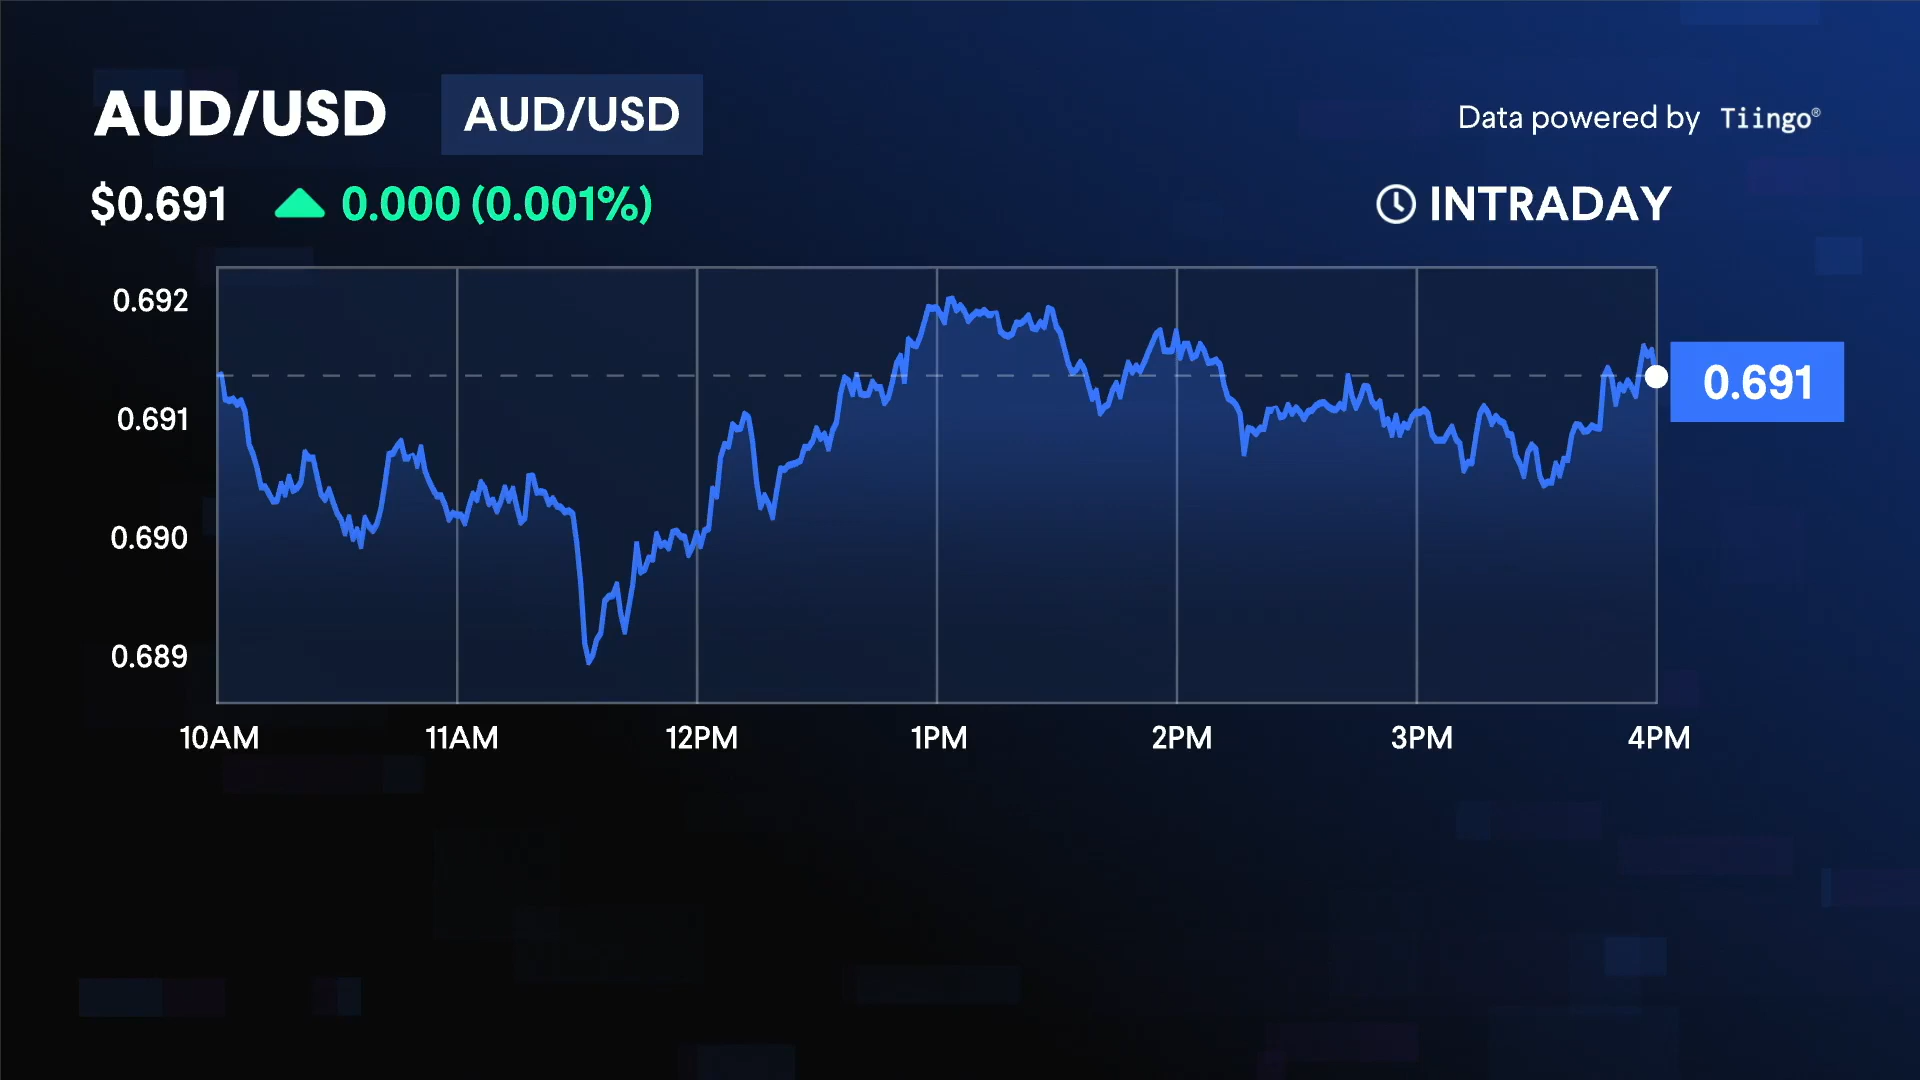 AUD/USD AUD/USD
Data powered by Tiingo®
$0.691 0.000 (0.001%)
INTRADAY
0.692
0.691
0.690
0.689
0.691
10AM 11AM 12PM 1PM 2PM 3PM 4PM